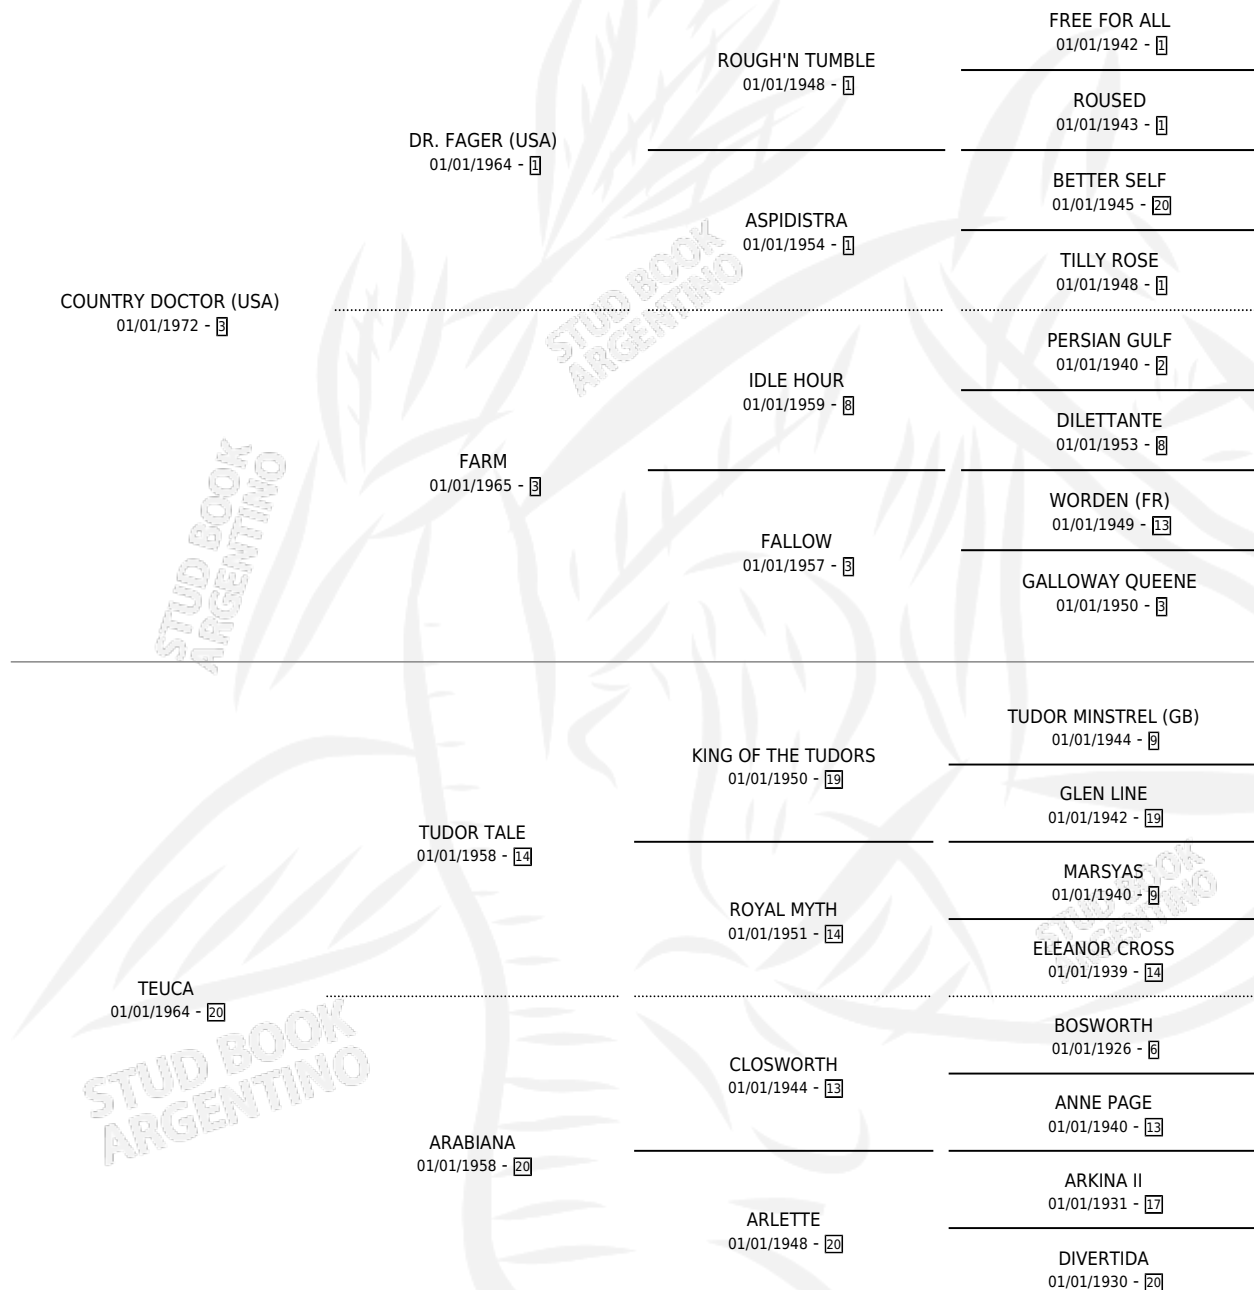 FREE FOR ALL
01/01/1942 - 1
ROUGH'N TUMBLE
01/01/1948 - 1
ROUSED
01/01/1943 - 1
DR. FAGER (USA)
01/01/1964 - 1
BETTER SELF
01/01/1945 - 20
ASPIDISTRA
01/01/1954 - 1
TILLY ROSE
01/01/1948 - 1
COUNTRY DOCTOR (USA)
01/01/1972 - 3
PERSIAN GULF
01/01/1940 - 2
IDLE HOUR
01/01/1959 - 8
DILETTANTE
01/01/1953 - 8
FARM
01/01/1965 - 3
WORDEN (FR)
01/01/1949 - 13
FALLOW
01/01/1957 - 3
GALLOWAY QUEENE
01/01/1950 - 3
TUDOR MINSTREL (GB)
01/01/1944 - 9
KING OF THE TUDORS
01/01/1950 - 19
GLEN LINE
01/01/1942 - 19
TUDOR TALE
01/01/1958 - 14
MARSYAS
01/01/1940 - 9
ROYAL MYTH
01/01/1951 - 14
ELEANOR CROSS
01/01/1939 - 14
TEUCA
01/01/1964 - 20
BOSWORTH
01/01/1926 - 6
CLOSWORTH
01/01/1944 - 13
ANNE PAGE
01/01/1940 - 13
ARABIANA
01/01/1958 - 20
ARKINA II
01/01/1931 - 17
ARLETTE
01/01/1948 - 20
DIVERTIDA
01/01/1930 - 20
STUD BOOK
ARGENTINO
STUD BOOK
ARGENTINO
STUD BOOK
ARGENTINO
STUD BOOK
ARGENTINO